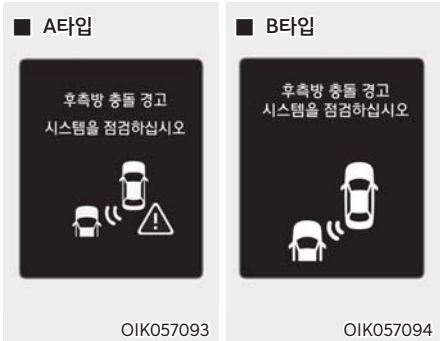 ■ A타입
후측방 충돌 경고
시스템을 점검하십시오
OIK057093
■ B타입
후측방 충돌 경고
시스템을 점검하십시오
OIK057094